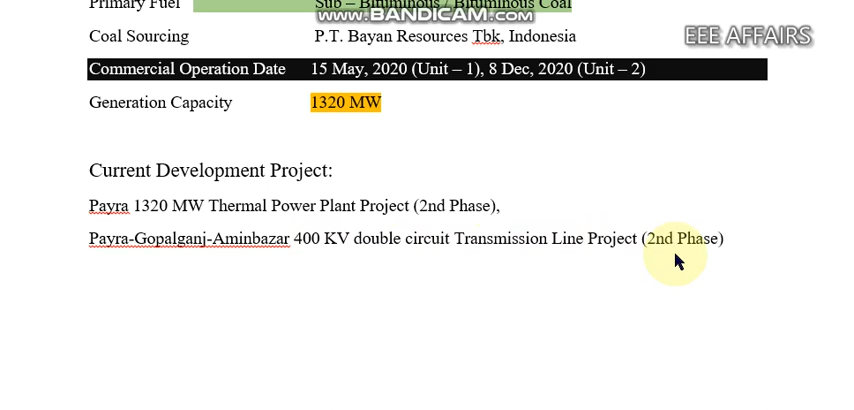 Primary Fuel Sub – Bituminous / Bituminous Coal
www.BANDICAM.com
Coal Sourcing P.T. Bayan Resources Tbk, Indonesia
EEE AFFAIRS
Commercial Operation Date 15 May, 2020 (Unit – 1), 8 Dec, 2020 (Unit – 2)
Generation Capacity 1320 MW
Current Development Project:
Payra 1320 MW Thermal Power Plant Project (2nd Phase),
Payra-Gopalganj-Aminbazar 400 KV double circuit Transmission Line Project (2nd Phase)